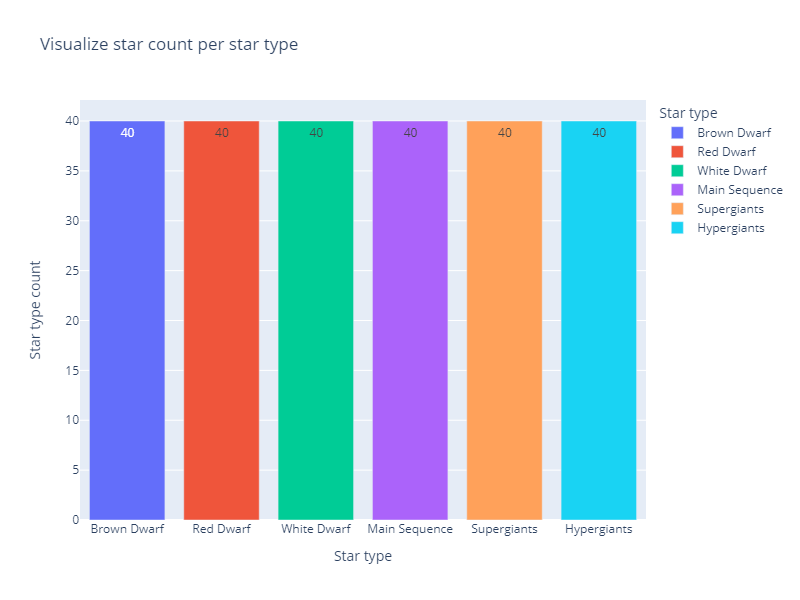 Visualize star count per star type
Star type count
40
35
30
25
20
15
10
5
0
40 40 40 40 40 40
Brown Dwarf Red Dwarf White Dwarf Main Sequence Supergiants Hypergiants
Star type
Star type
Brown Dwarf
Red Dwarf
White Dwarf
Main Sequence
Supergiants
Hypergiants